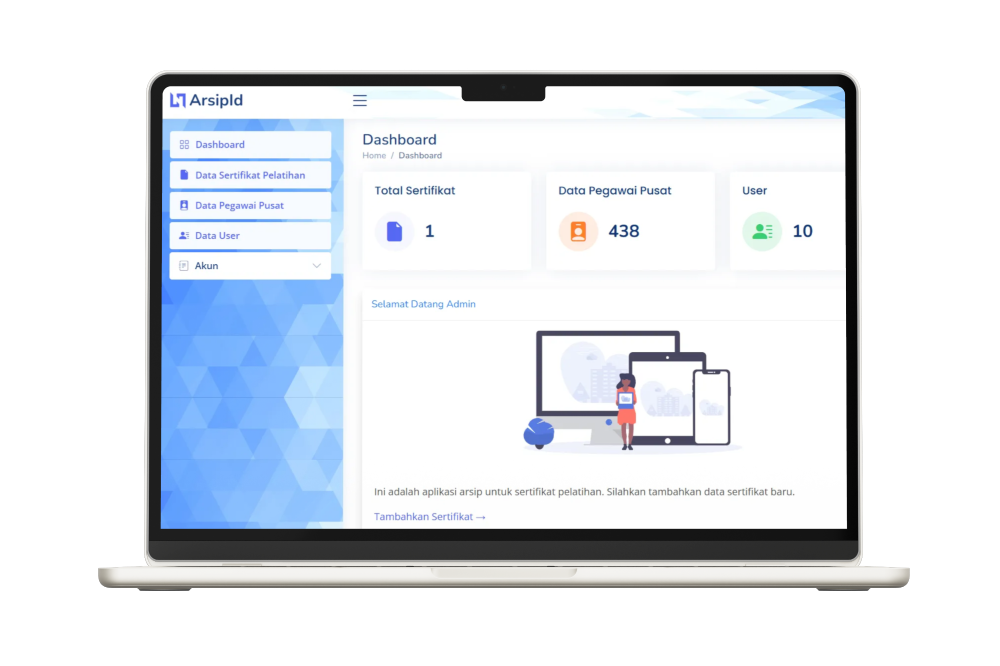 ArsipId
Dashboard
Data Sertifikat Pelatihan
Data Pegawai Pusat
Data User
Akun
Dashboard
Home / Dashboard
Total Sertifikat
1
Data Pegawai Pusat
438
User
10
Selamat Datang Admin
Ini adalah aplikasi arsip untuk sertifikat pelatihan. Silahkan tambahkan data sertifikat baru.
Tambahkan Sertifikat →